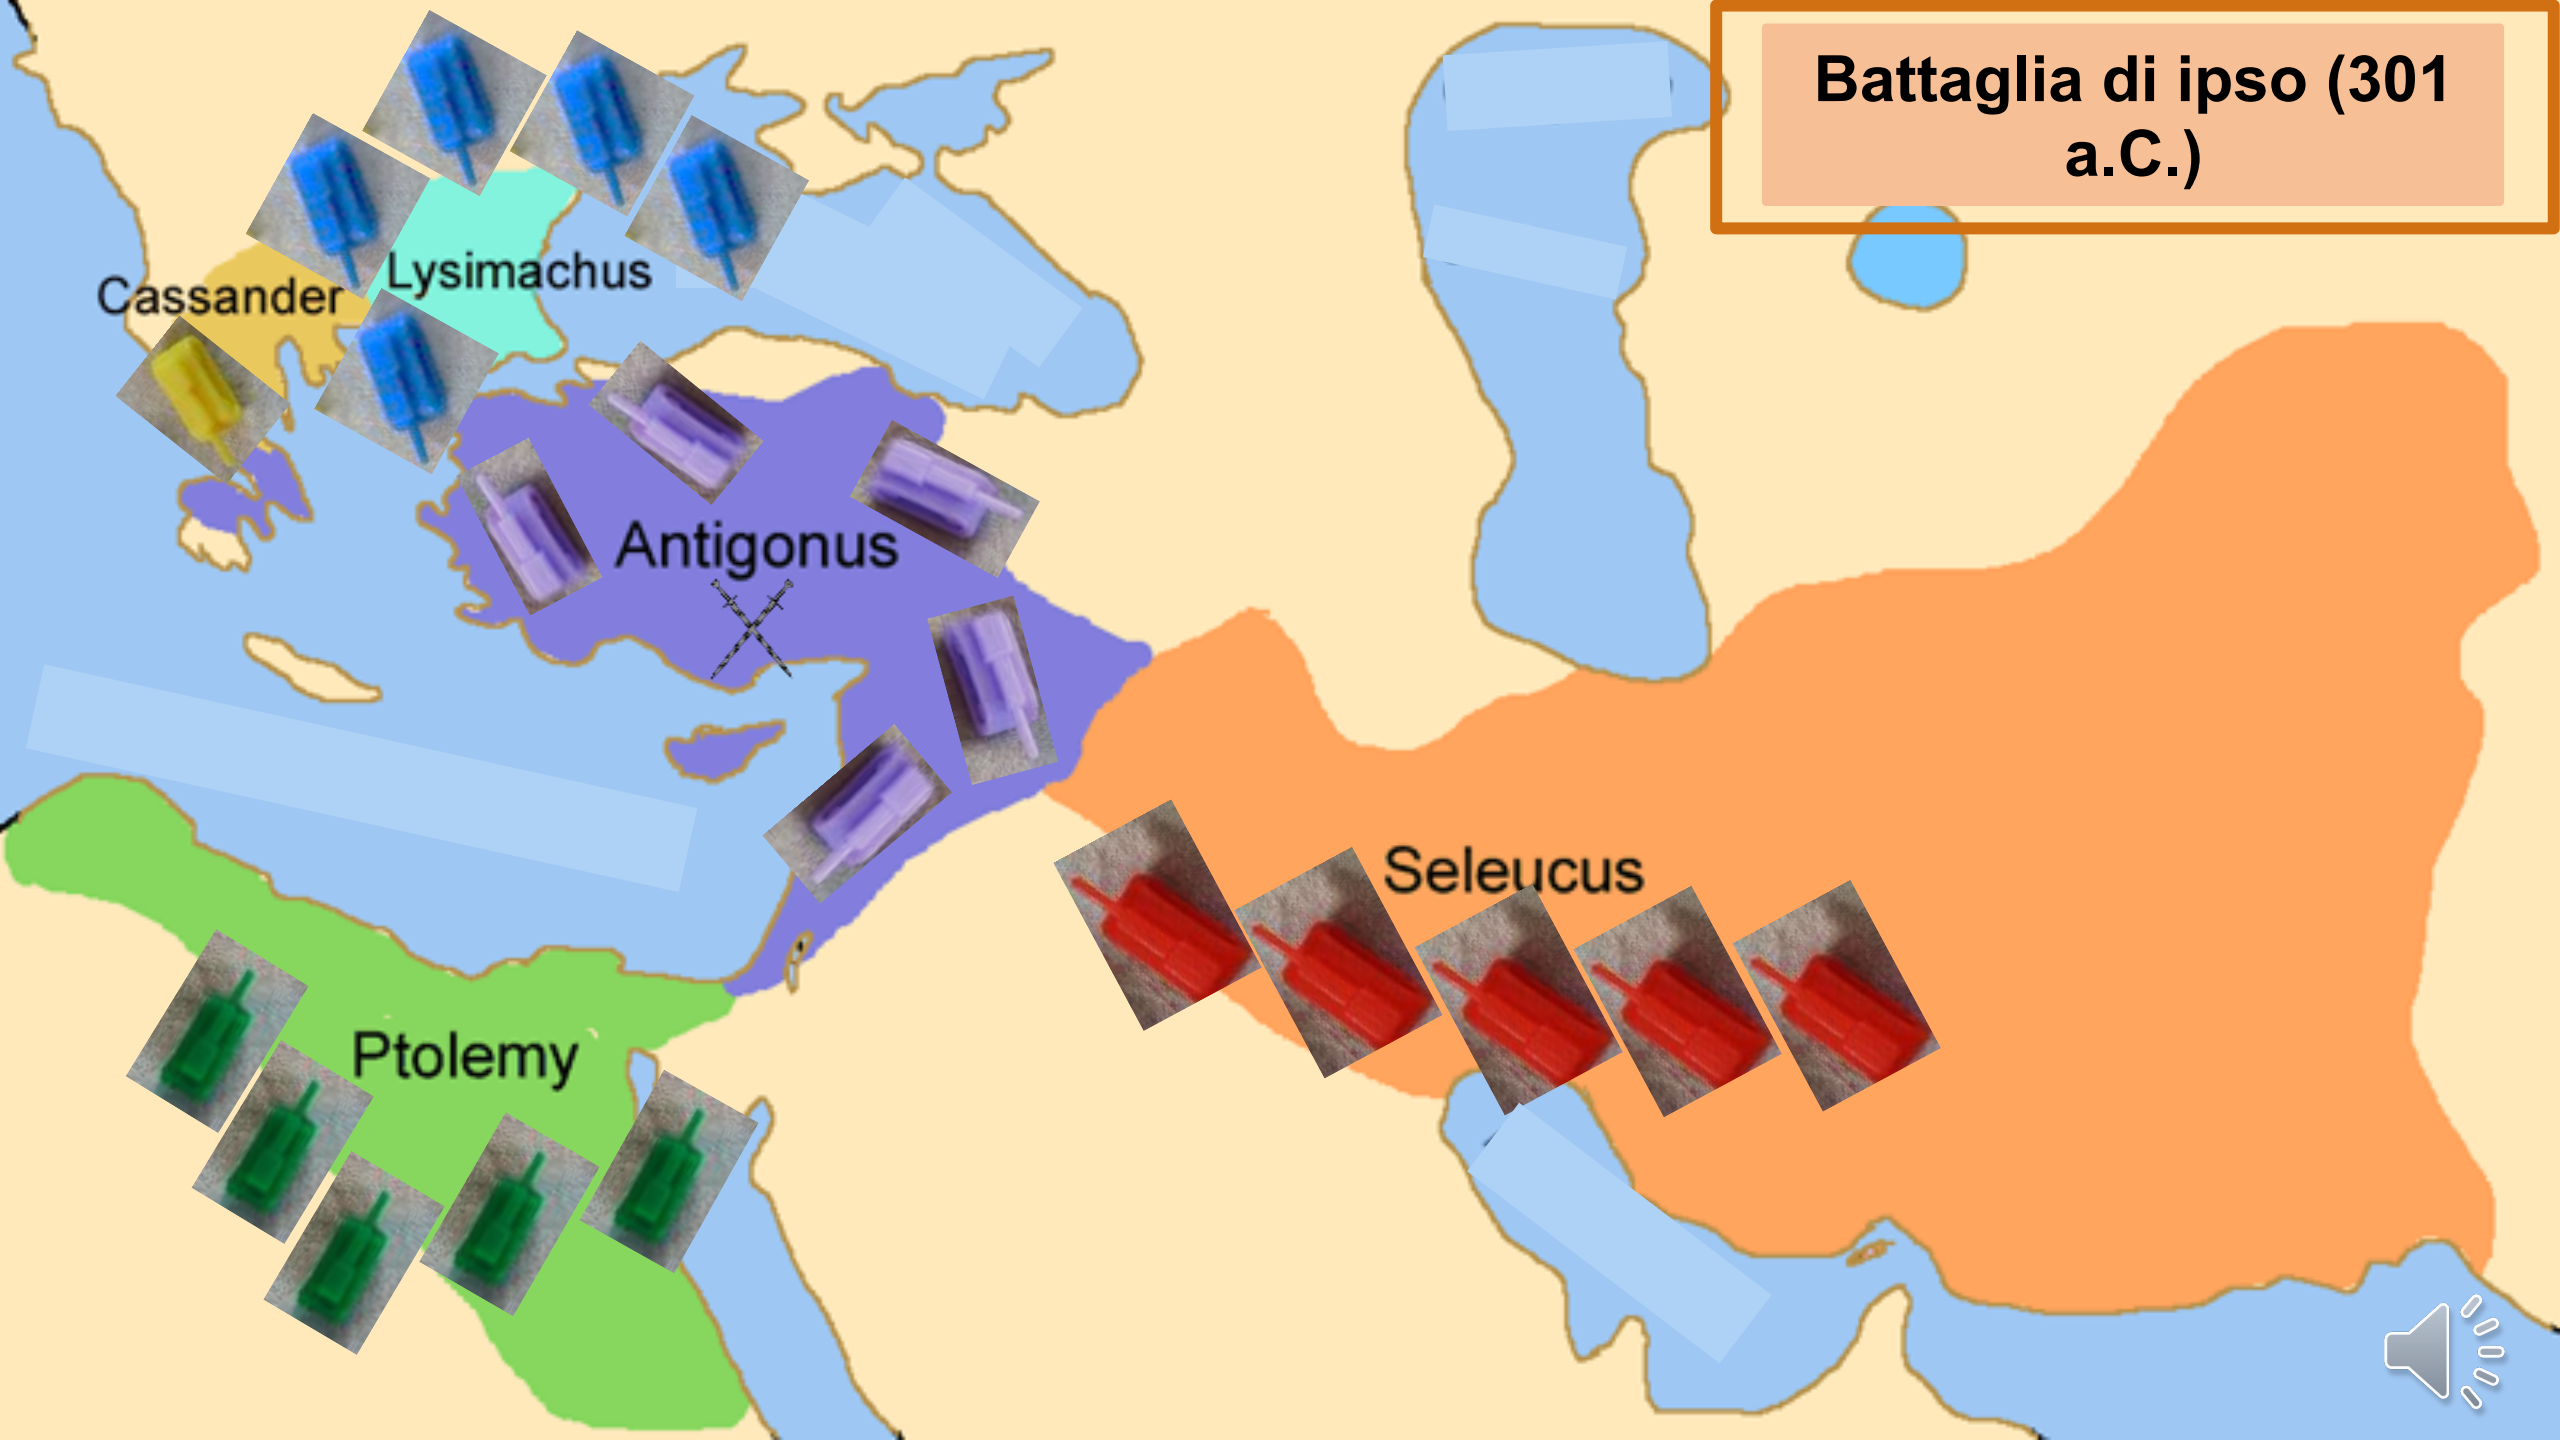 Battaglia di ipso (301
a.C.)
Lysimachus
Cassander
Antigonus
Seleucus
Ptolemy